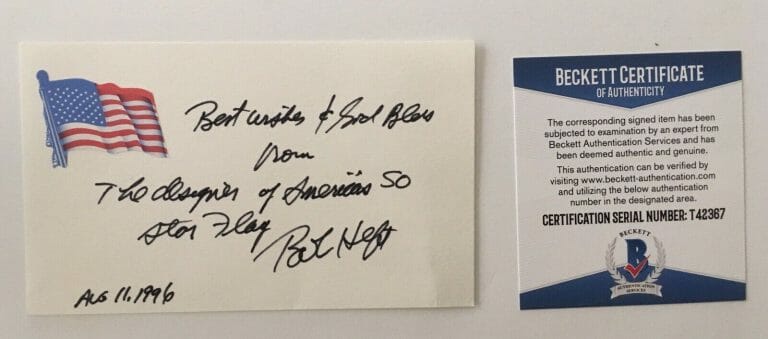 Best wishes & God Bless
from
The designer of America's 50
star Flag
Bob Heft
AUG 11, 1996
BECKETT CERTIFICATE
OF AUTHENTICITY
The corresponding signed item has been
subjected to examination by an expert from
Beckett Authentication Services and has
been deemed authentic and genuine.
This authentication can be verified by
visiting www.beckett-authentication.com
and utilizing the below authentication
number in the designated area.
CERTIFICATION SERIAL NUMBER: T42367
BECKETT
B
AUTHENTICATION
SERVICES